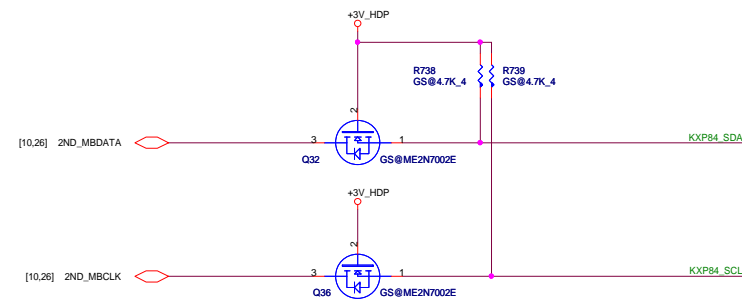 +3V_HDP
R738
GS@4.7K_4
R739
GS@4.7K_4
2
[10,26] 2ND_MBDATA
3
1
KXP84_SDA
Q32
GS@ME2N7002E
+3V_HDP
2
[10,26] 2ND_MBCLK
3
1
KXP84_SCL
Q36
GS@ME2N7002E